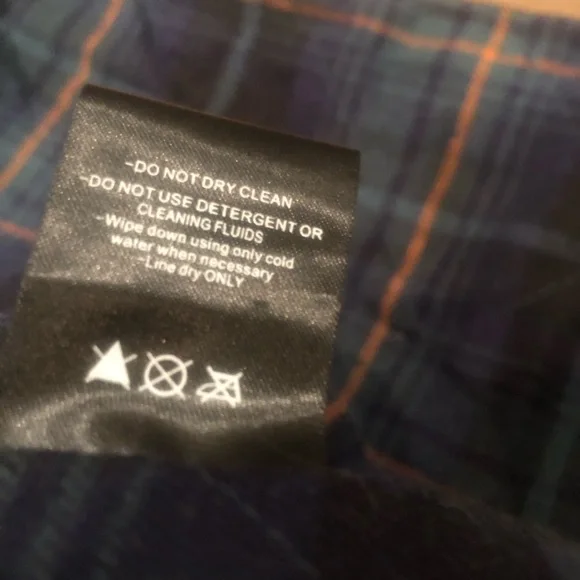 -DO NOT DRY CLEAN
-DO NOT USE DETERGENT OR
CLEANING FLUIDS
-Wipe down using only cold
water when necessary
-Line dry ONLY